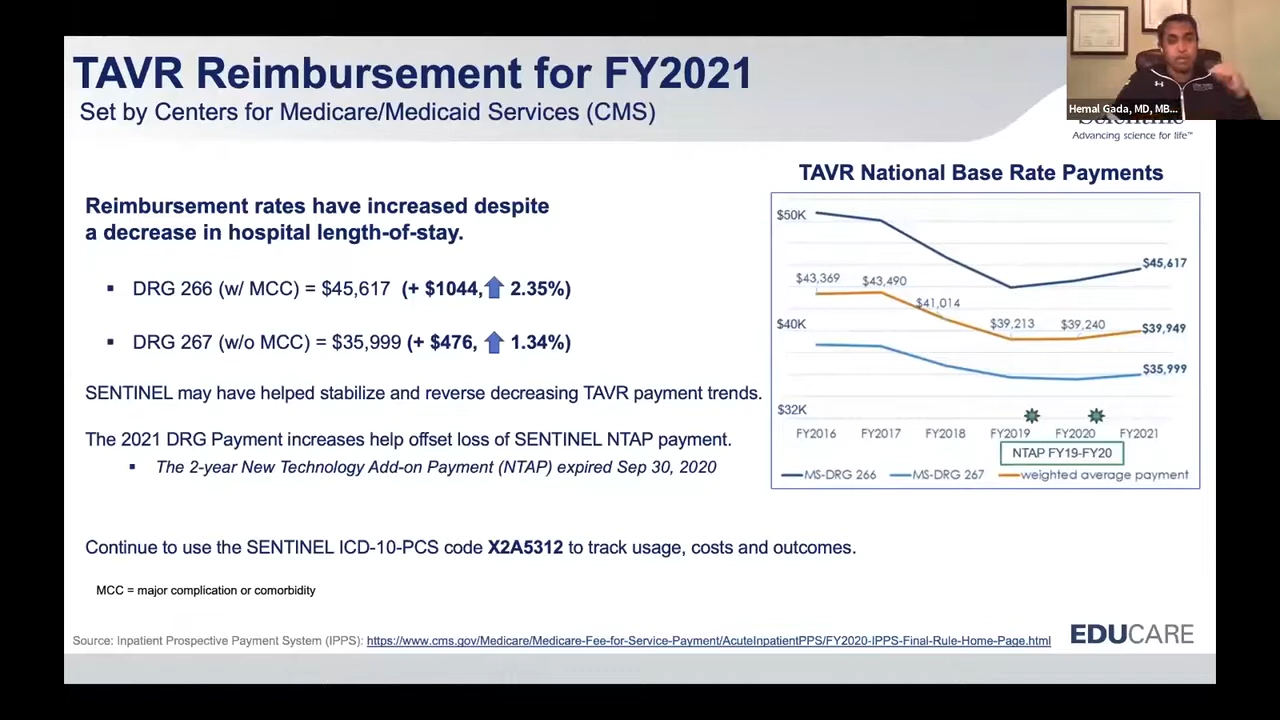 TAVR Reimbursement for FY2021
Set by Centers for Medicare/Medicaid Services (CMS)
Hemal Gada, MD, MB...
Scientific
Advancing science for life™
Reimbursement rates have increased despite
a decrease in hospital length-of-stay.
▪ DRG 266 (w/ MCC) = $45,617 (+ $1044, 2.35%)
▪ DRG 267 (w/o MCC) = $35,999 (+ $476, 1.34%)
SENTINEL may have helped stabilize and reverse decreasing TAVR payment trends.
The 2021 DRG Payment increases help offset loss of SENTINEL NTAP payment.
▪ The 2-year New Technology Add-on Payment (NTAP) expired Sep 30, 2020
TAVR National Base Rate Payments
$50K
$45,617
$43,369 $43,490
$41,014
$40K $39,213 $39,240 $39,949
$35,999
$32K
FY2016 FY2017 FY2018 FY2019 FY2020 FY2021
NTAP FY19-FY20
MS-DRG 266 MS-DRG 267 weighted average payment
Continue to use the SENTINEL ICD-10-PCS code X2A5312 to track usage, costs and outcomes.
MCC = major complication or comorbidity
Source: Inpatient Prospective Payment System (IPPS): https://www.cms.gov/Medicare/Medicare-Fee-for-Service-Payment/AcuteInpatientPPS/FY2020-IPPS-Final-Rule-Home-Page.html
EDUCARE